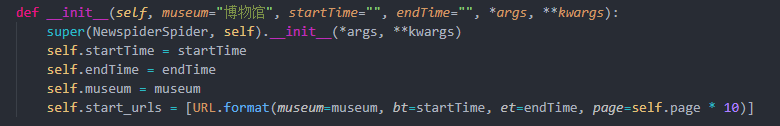 def __init__(self, museum="博物馆", startTime="", endTime="", *args, **kwargs):
super(NewspiderSpider, self).__init__(*args, **kwargs)
self.startTime = startTime
self.endTime = endTime
self.museum = museum
self.start_urls = [URL.format(museum=museum, bt=startTime, et=endTime, page=self.page * 10)]